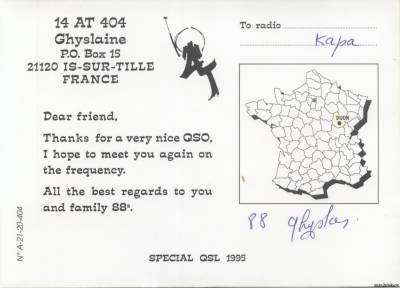 14 AT 404
Ghyslaine
P.O. Box 15
21120 IS-SUR-TILLE
FRANCE
To radio
Kapa
DIJON
Dear friend,
Thanks for a very nice QSO,
I hope to meet you again on
the frequency.
All the best regards to you
and family 88s.
88
N° A-21-20-404
SPECIAL QSL 1995